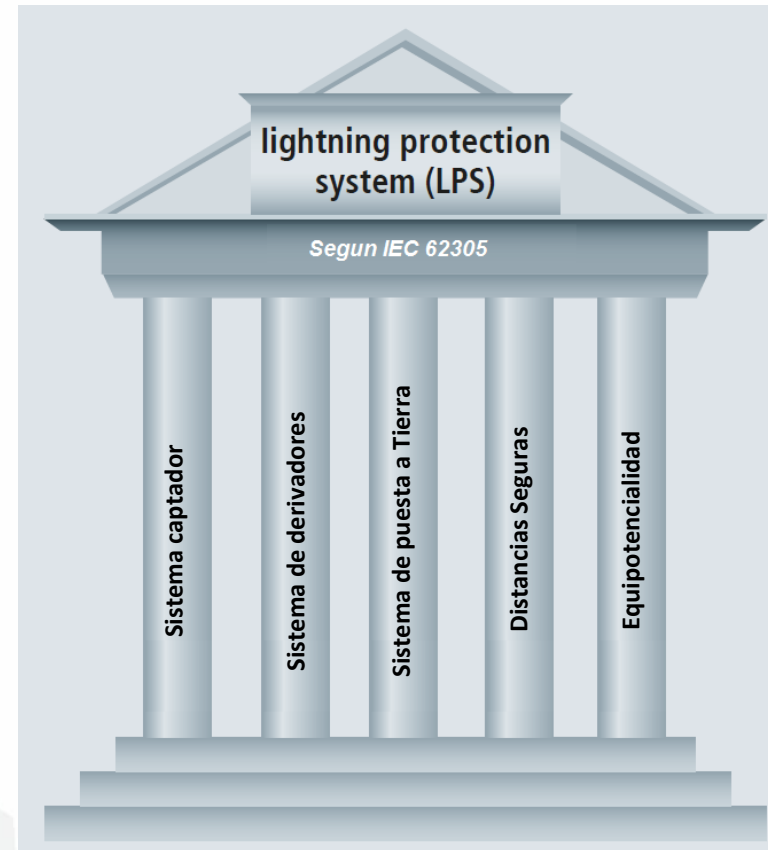 lightning protection
system (LPS)
Segun IEC 62305
Sistema captador
Sistema de derivadores
Sistema de puesta a Tierra
Distancias Seguras
Equipotencialidad